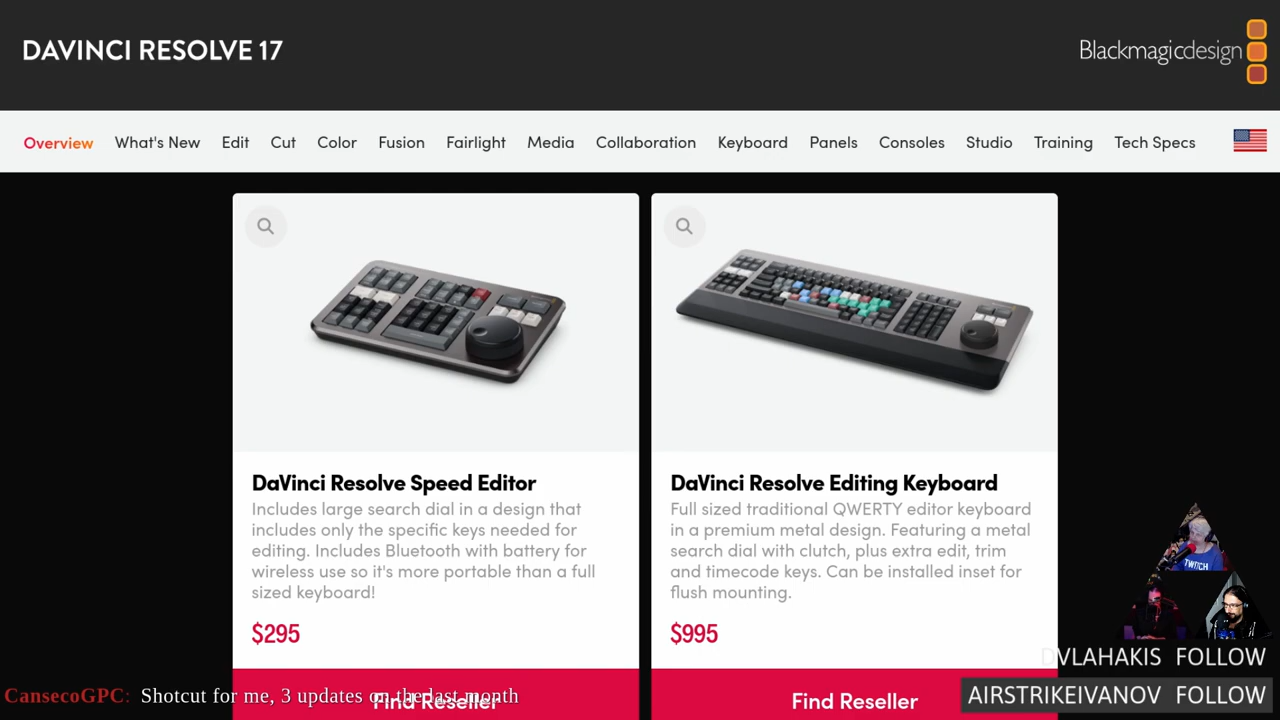 DAVINCI RESOLVE 17
Blackmagicdesign
Overview What's New Edit Cut Color Fusion Fairlight Media Collaboration Keyboard Panels Consoles Studio Training Tech Specs
DaVinci Resolve Speed Editor
Includes large search dial in a design that
includes only the specific keys needed for
editing. Includes Bluetooth with battery for
wireless use so it's more portable than a full
sized keyboard!
$295
Find Reseller
DaVinci Resolve Editing Keyboard
Full sized traditional QWERTY editor keyboard
in a premium metal design. Featuring a metal
search dial with clutch, plus extra edit, trim
and timecode keys. Can be installed inset for
flush mounting.
$995
Find Reseller
TWITCH
DVLAHAKIS FOLLOW
AIRSTRIKEIVANOV FOLLOW
CansecoGPC: Shotcut for me, 3 updates on the last month